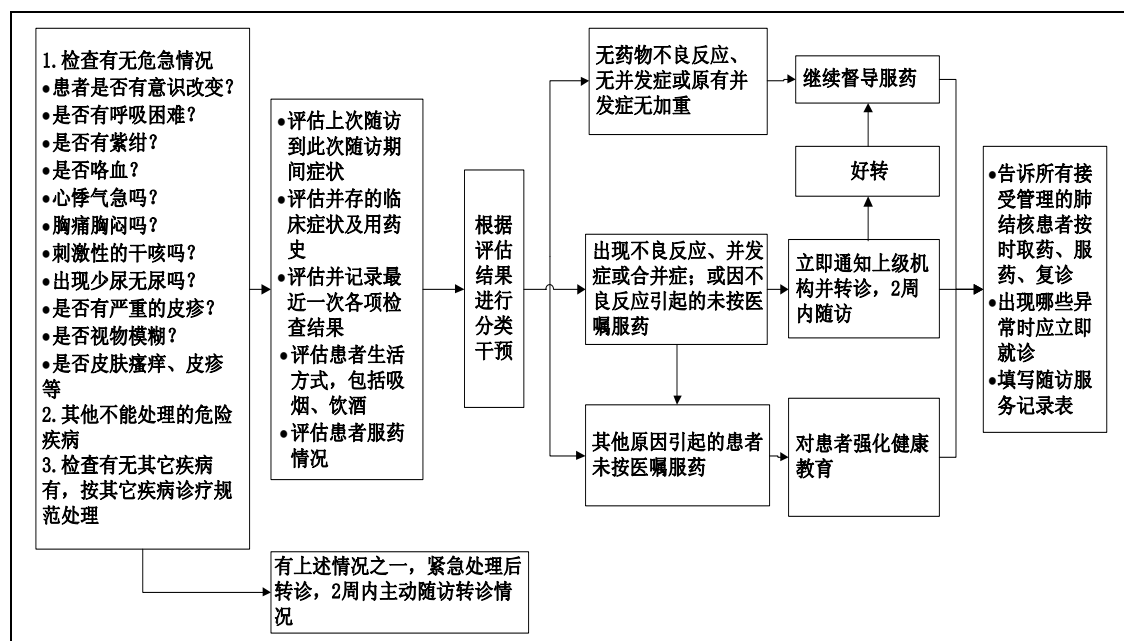 1.检查有无危急情况
●患者是否有意识改变？
●是否有呼吸困难？
●是否有紫绀？
●是否咯血？
●心悸气急吗？
●胸痛胸闷吗？
●刺激性的干咳吗？
●出现少尿无尿吗？
●是否有严重的皮疹？
●是否视物模糊？
●是否皮肤瘙痒、皮疹
等
2.其他不能处理的危险
疾病
3.检查有无其它疾病
有，按其它疾病诊疗规
范处理
●评估上次随访
到此次随访期
间症状
●评估并存的临
床症状及用药
史
●评估并记录最
近一次各项检
查结果
●评估患者生活
方式，包括吸
烟、饮酒
●评估患者服药
情况
有上述情况之一，紧急处理后
转诊，2周内主动随访转诊情
况
根据
评估
结果
进行
分类
干预
无药物不良反应、
无并发症或原有并
发症无加重
继续督导服药
好转
出现不良反应、并发
症或合并症；或因不
良反应引起的未按医
嘱服药
立即通知上级机
构并转诊，2周
内随访
其他原因引起的患者
未按医嘱服药
对患者强化健康
教育
●告诉所有接
受管理的肺
结核患者按
时取药、服
药、复诊
●出现哪些异
常时应立即
就诊
●填写随访服
务记录表